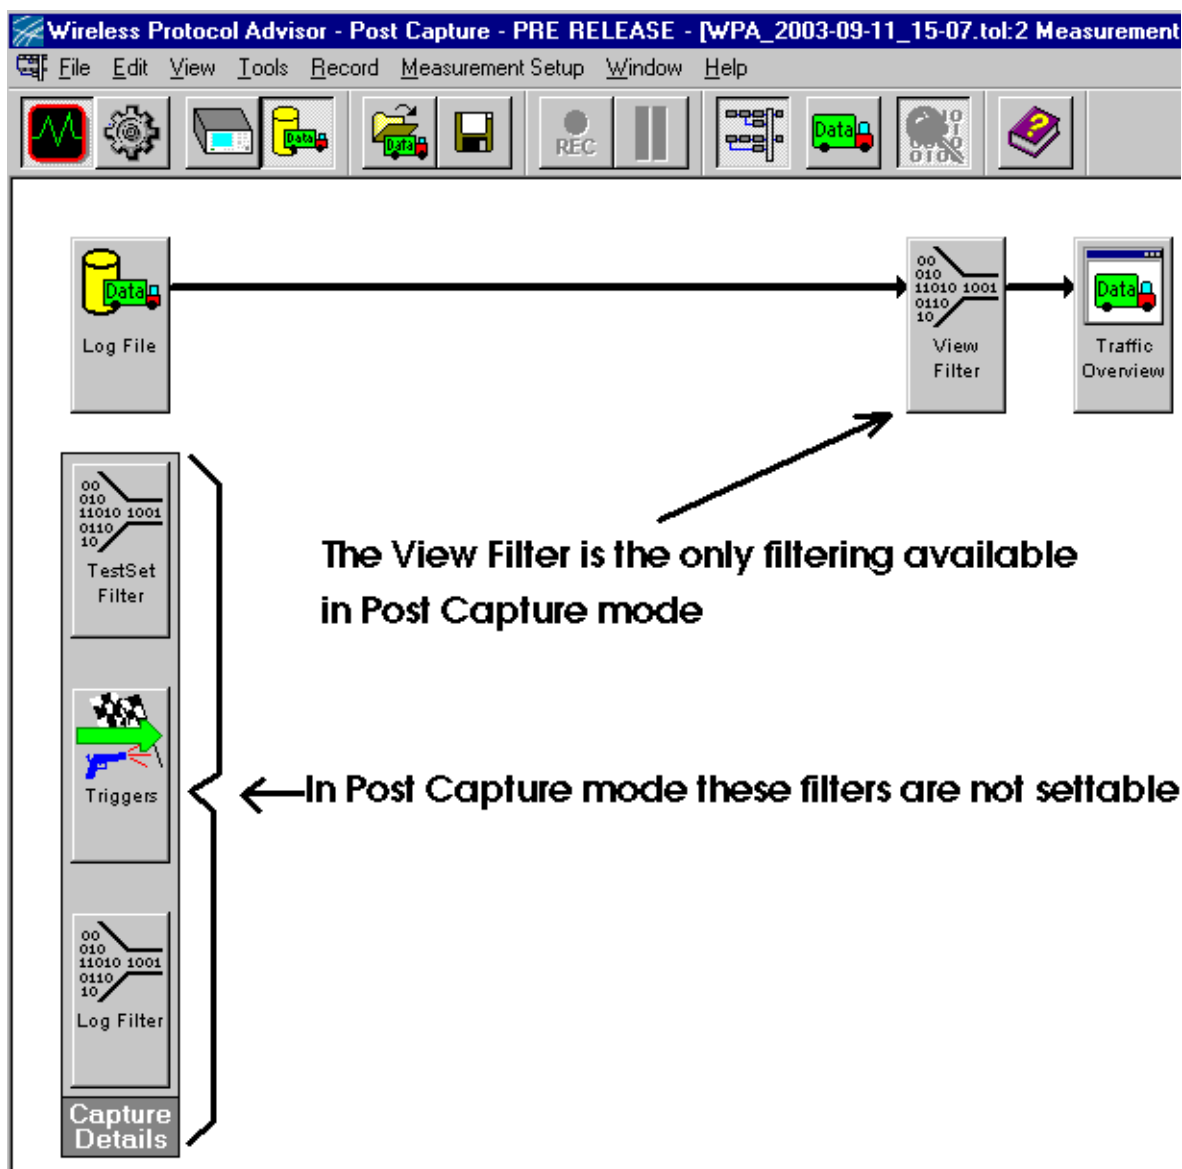 Wireless Protocol Advisor - Post Capture - PRE RELEASE - [WPA_2003-09-11_15-07.tol:2 Measurement
File Edit View Tools Record Measurement Setup Window Help
Data
Data
REC
Data
10
1
0
0101
?
Data
Log File
00
010
11010 1001
0110
10
View
Filter
Data
Traffic
Overview
The View Filter is the only filtering available
in Post Capture mode
00
010
11010 1001
0110
10
TestSet
Filter
Triggers
In Post Capture mode these filters are not settable
00
010
11010 1001
0110
10
Log Filter
Capture
Details